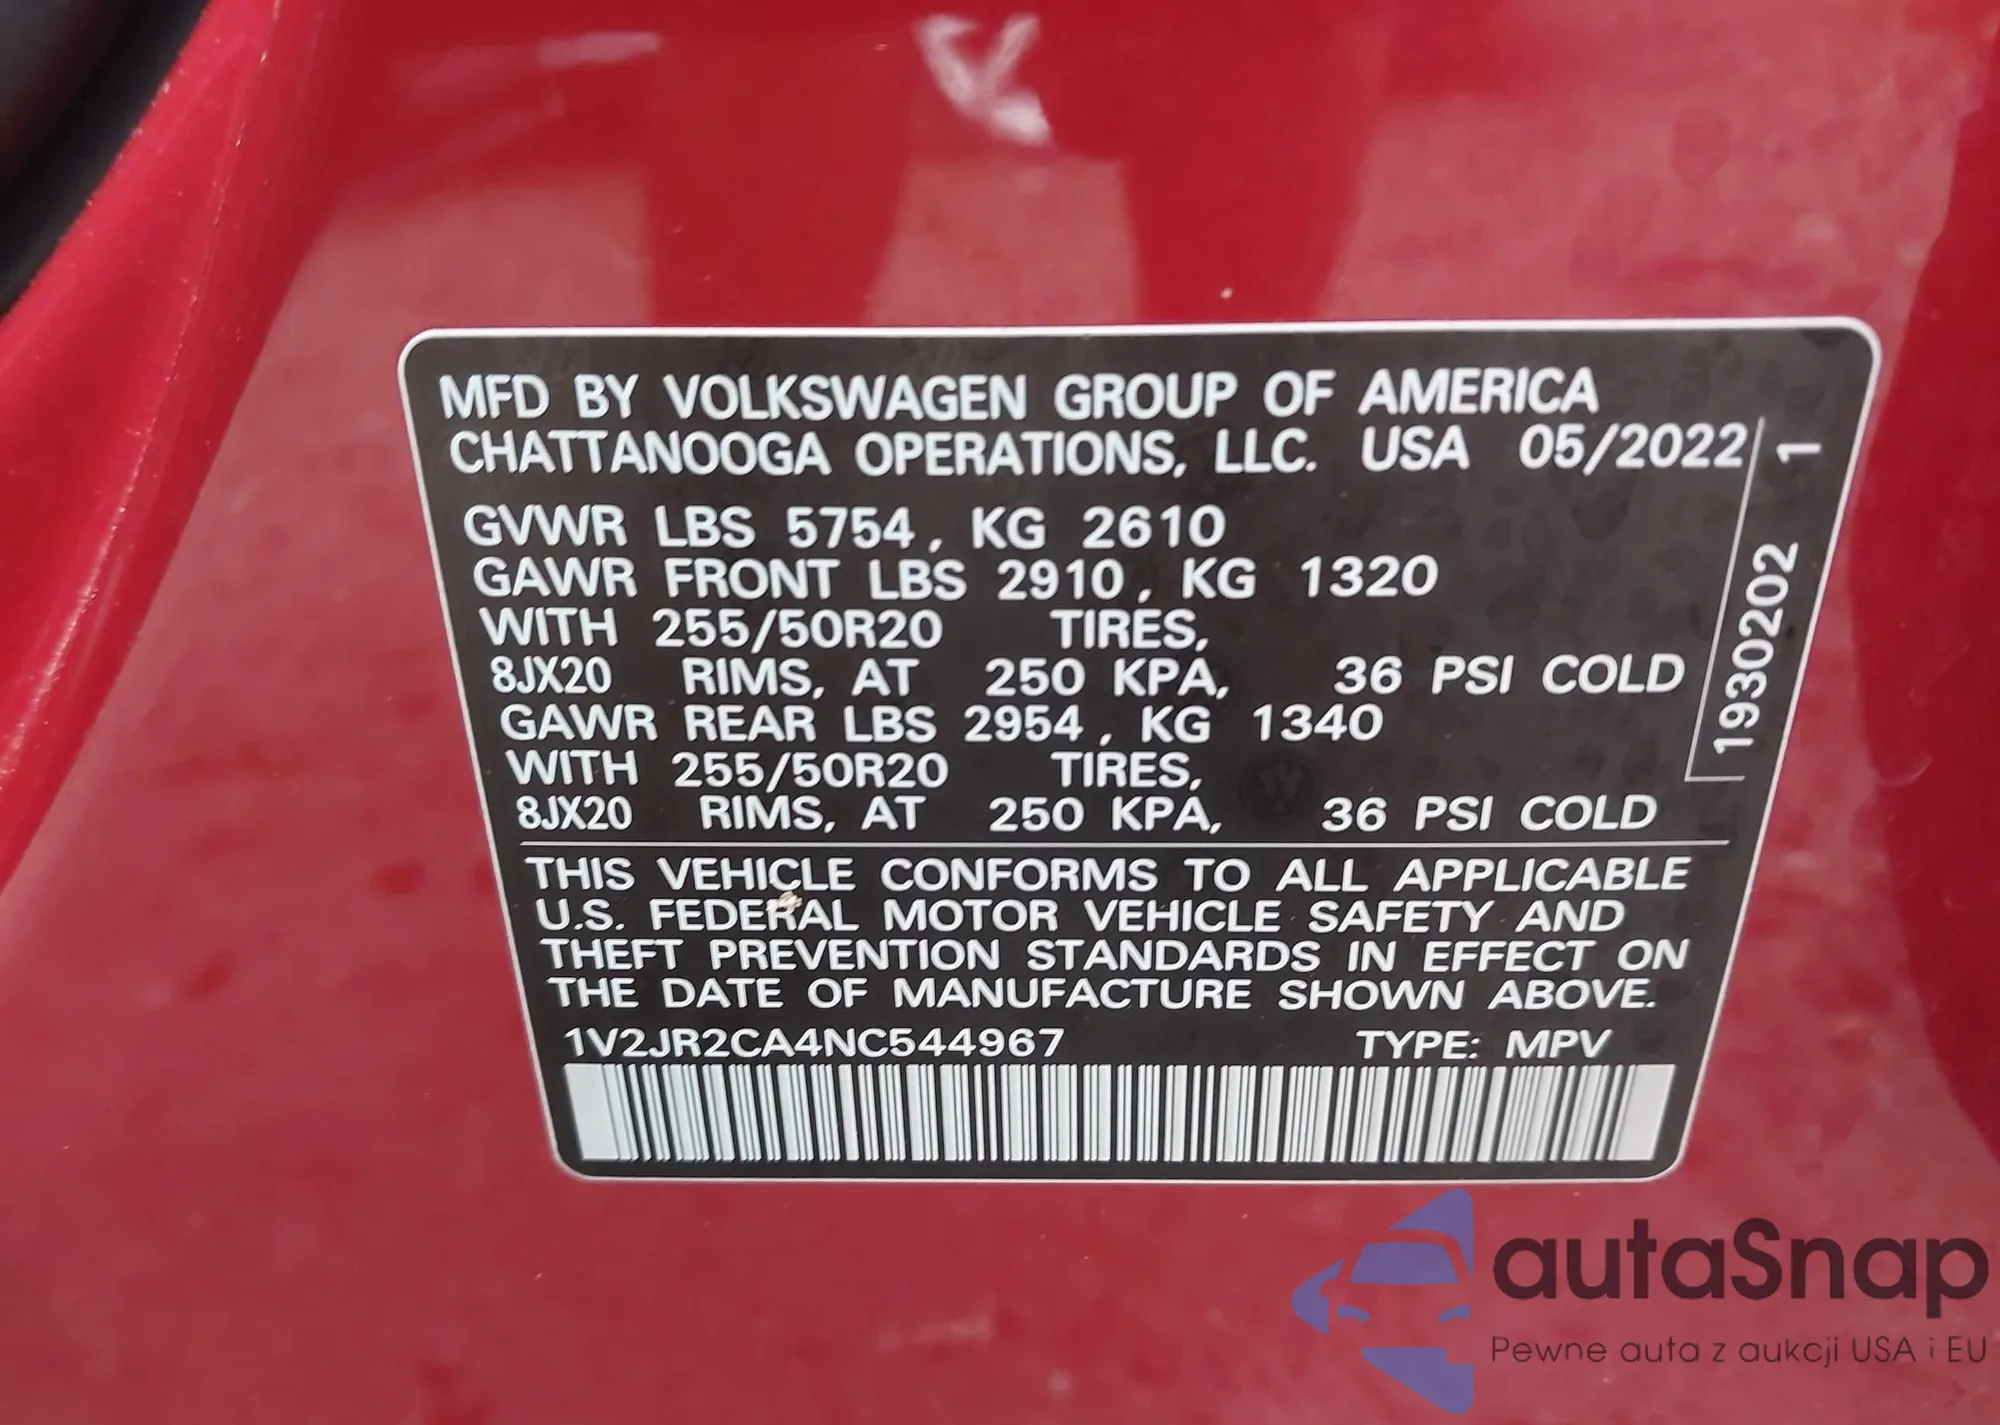 MFD BY VOLKSWAGEN GROUP OF AMERICA
CHATTANOOGA OPERATIONS, LLC. USA 05/2022
GVWR LBS 5754, KG 2610
GAWR FRONT LBS 2910, KG 1320
WITH 255/50R20 TIRES,
8JX20 RIMS, AT 250 KPA, 36 PSI COLD
GAWR REAR LBS 2954, KG 1340
WITH 255/50R20 TIRES,
8JX20 RIMS, AT 250 KPA, 36 PSI COLD
1930202 1
THIS VEHICLE CONFORMS TO ALL APPLICABLE
U.S. FEDERAL MOTOR VEHICLE SAFETY AND
THEFT PREVENTION STANDARDS IN EFFECT ON
THE DATE OF MANUFACTURE SHOWN ABOVE.
1V2JR2CA4NC544967 TYPE: MPV
autaSnap
Pewne auta z aukcji USA i EU